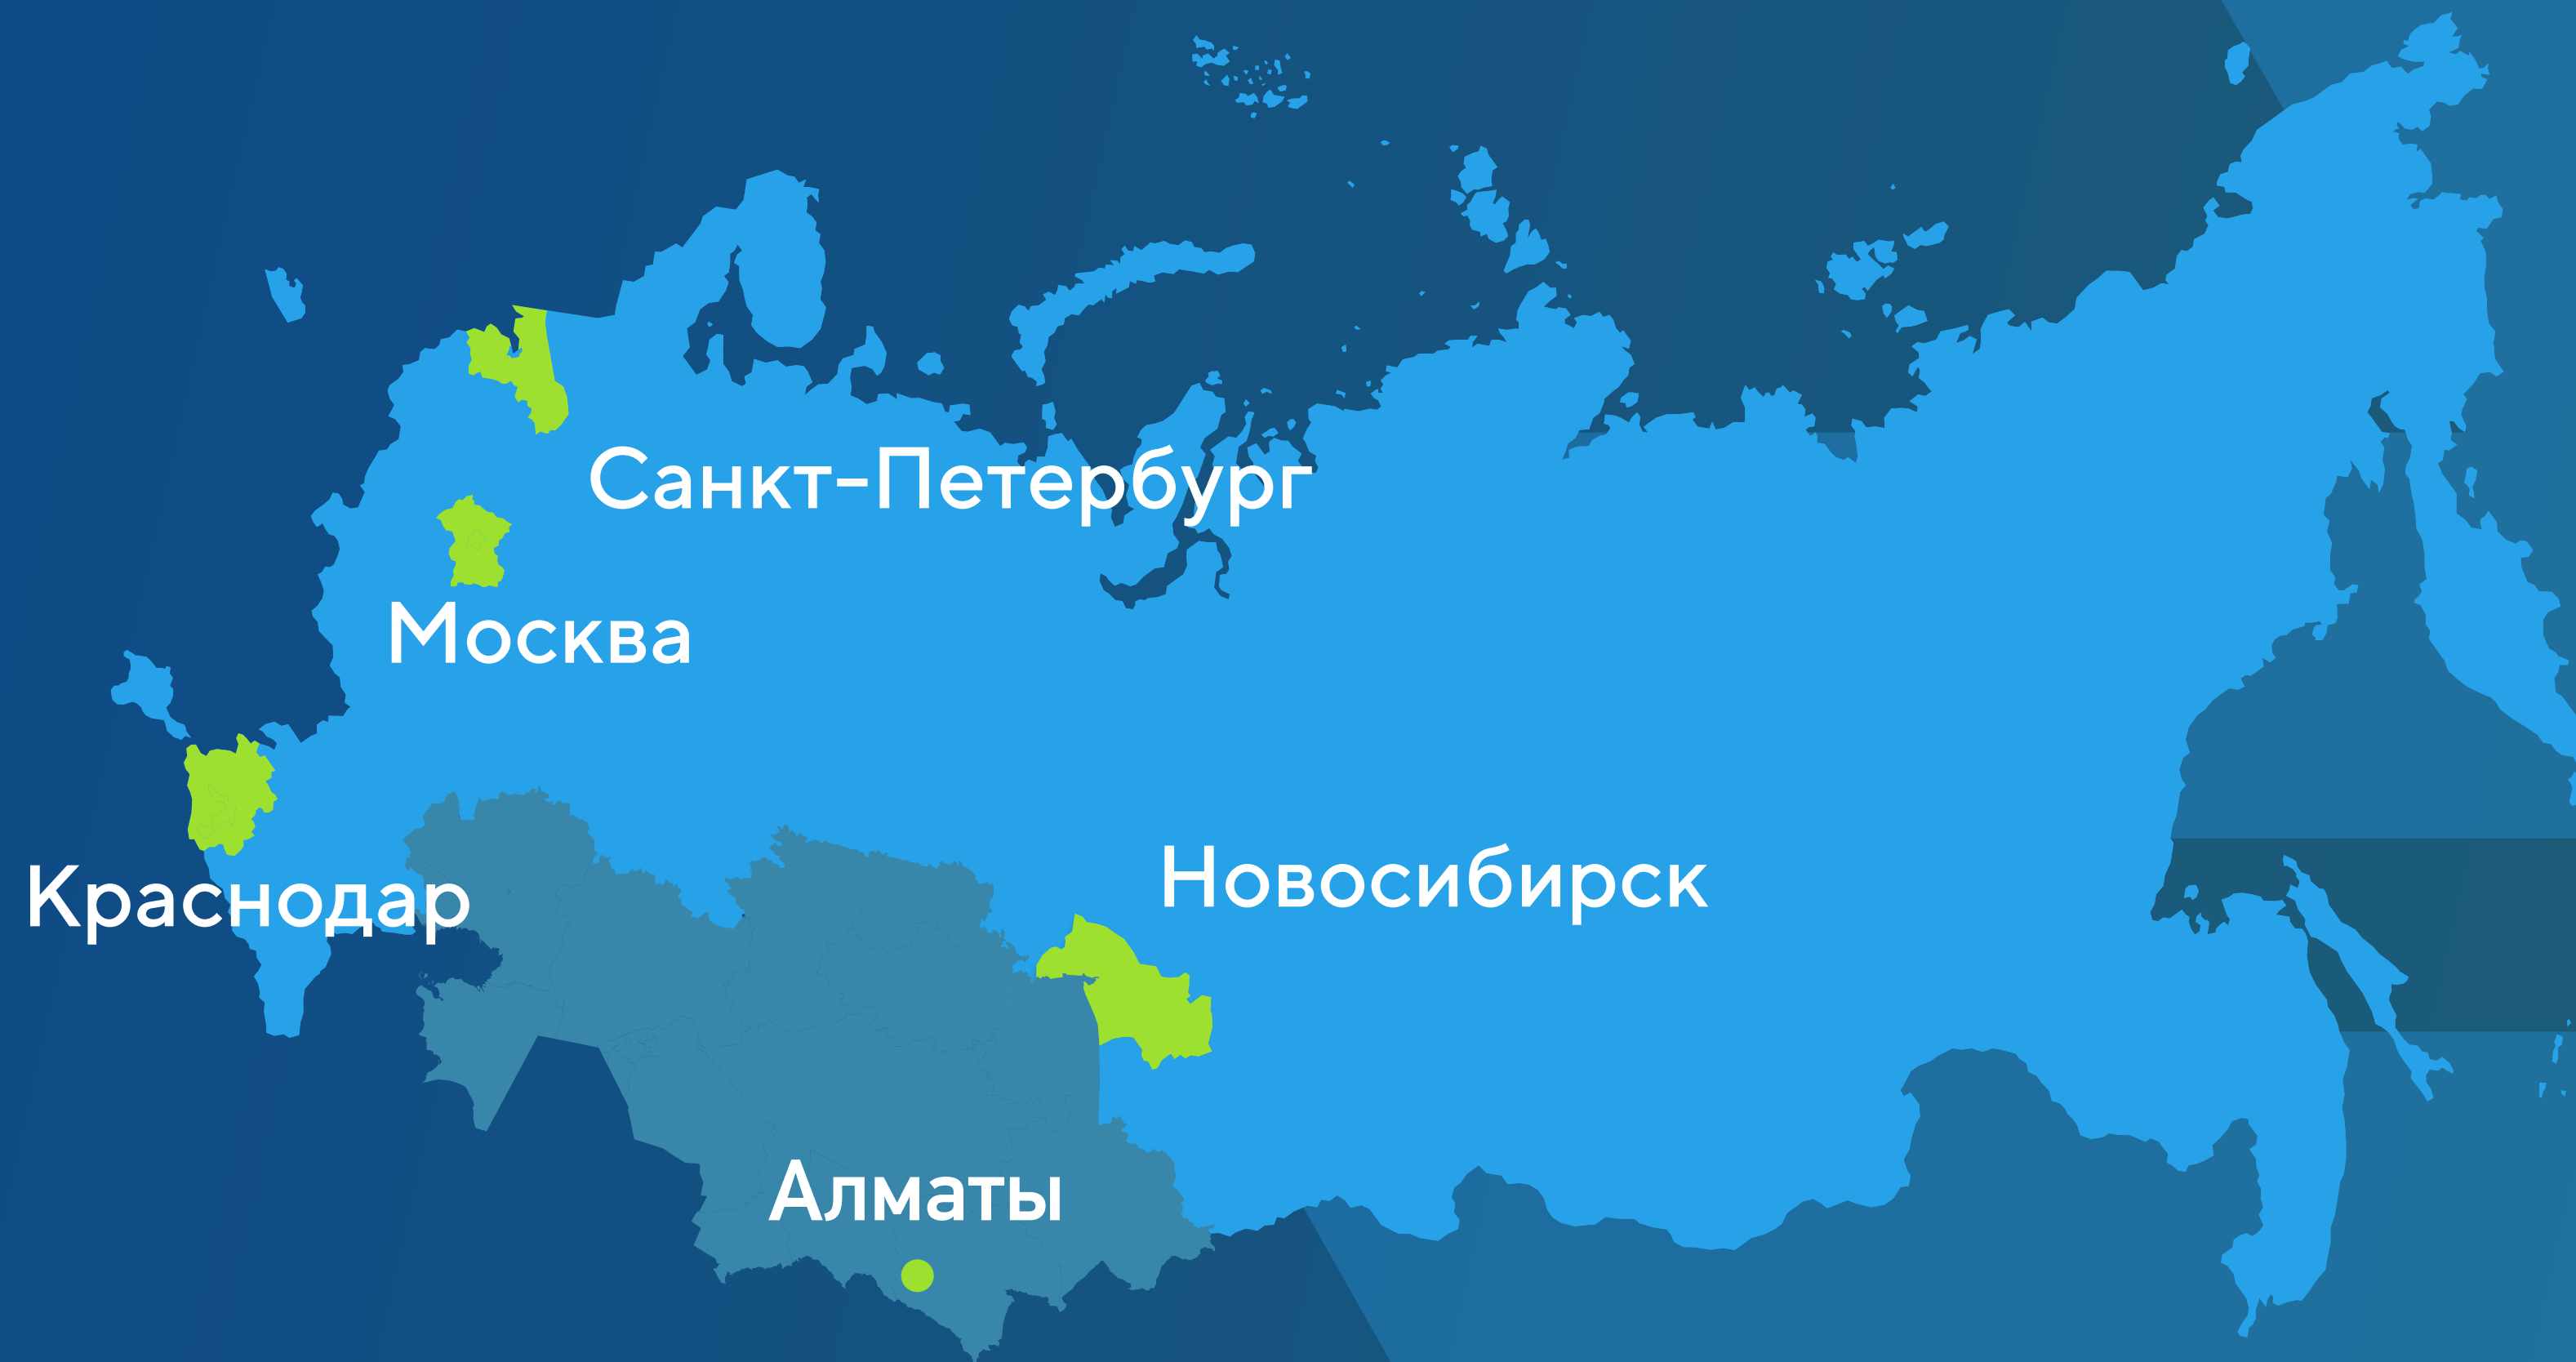 Санкт-Петербург
Москва
Краснодар
Новосибирск
Алматы